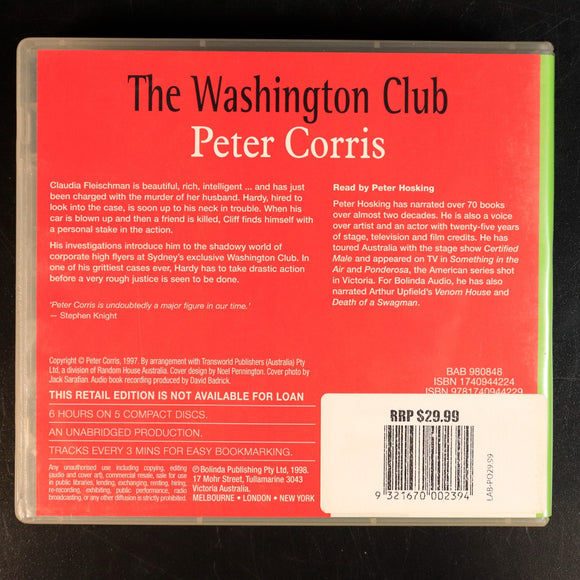 The Washington Club
Peter Corris
Claudia Fleischman is beautiful, rich, intelligent ... and has just
been charged with the murder of her husband. Hardy, hired to
look into the case, is soon up to his neck in trouble. When his
car is blown up and then a friend is killed, Cliff finds himself with
a personal stake in the action.
His investigations introduce him to the shadowy world of
corporate high flyers at Sydney's exclusive Washington Club. In
one of his grittiest cases ever, Hardy has to take drastic action
before a very rough justice is seen to be done.
'Peter Corris is undoubtedly a major figure in our time.'
— Stephen Knight
Read by Peter Hosking
Peter Hosking has narrated over 70 books
over almost two decades. He is also a voice
over artist and an actor with twenty-five years
of stage, television and film credits. He has
toured Australia with the stage show Certified
Male and appeared on TV in Something in the
Air and Ponderosa, the American series shot
in Victoria. For Bolinda Audio, he has also
narrated Arthur Upfield's Venom House and
Death of a Swagman.
Copyright © Peter Corris, 1997. By arrangement with Transworld Publishers (Australia) Pty
Ltd, a division of Random House Australia. Cover design by Noel Pennington. Cover photo by
Jack Sarafian. Audio book recording produced by David Badrick.
BAB 980848
ISBN 1740944224
ISBN 9781740944229
THIS RETAIL EDITION IS NOT AVAILABLE FOR LOAN
6 HOURS ON 5 COMPACT DISCS.
AN UNABRIDGED PRODUCTION.
TRACKS EVERY 3 MINS FOR EASY BOOKMARKING.
Any unauthorised use including copying, editing
audio and cover art, commercial resale, sale for use
in public libraries, lending, exchanging, renting, hiring,
re-recording, exhibiting, public performance, radio
broadcasting, or any other diffusion is strictly prohibited.
℗ Bolinda Publishing Pty Ltd, 1998.
17 Mohr Street, Tullamarine 3043
Victoria Australia.
MELBOURNE • LONDON • NEW YORK
RRP $29.99
9 321670 002394
LAB-PO29.99